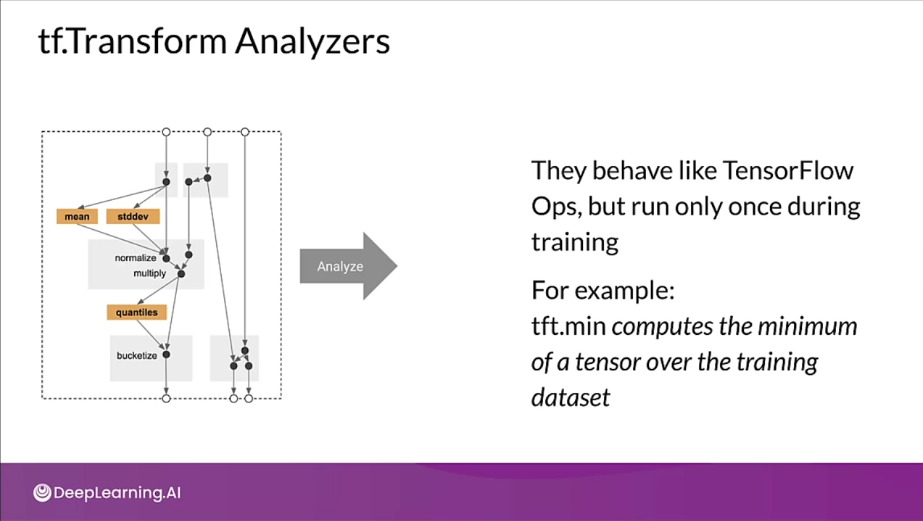 tf.Transform Analyzers
mean
stddev
normalize
multiply
quantiles
bucketize
Analyze
They behave like TensorFlow
Ops, but run only once during
training
For example:
tft.min computes the minimum
of a tensor over the training
dataset
DeepLearning.AI